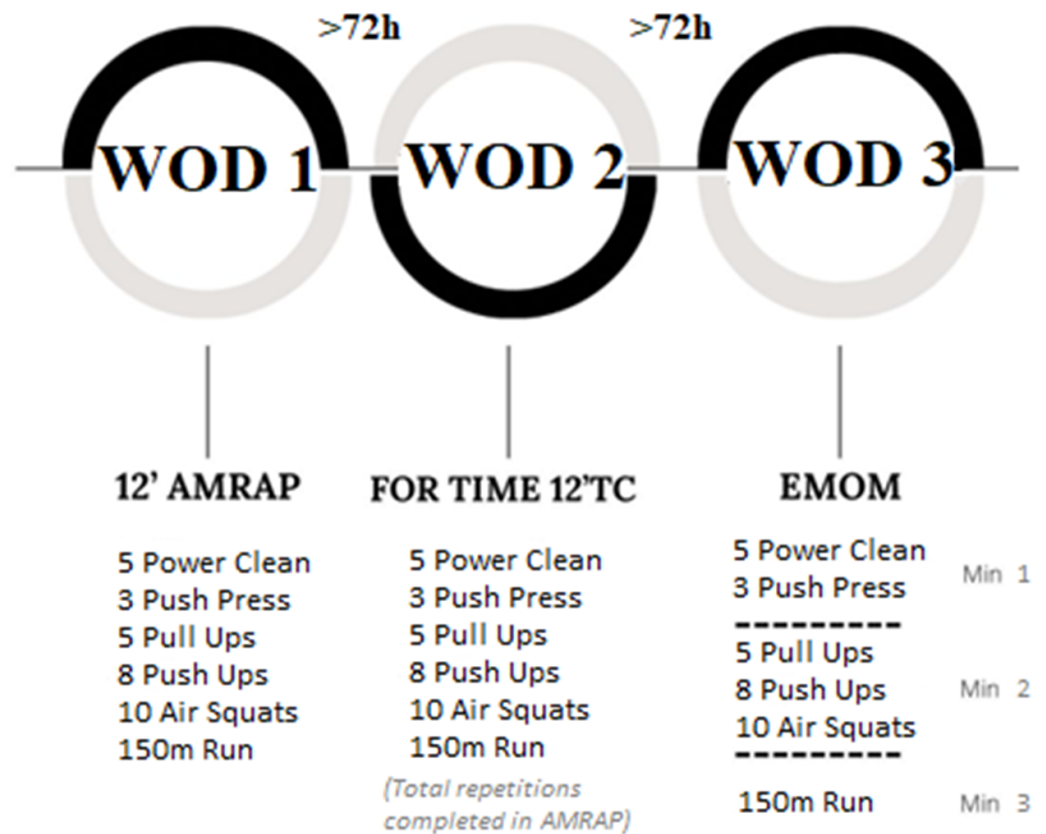 >72h
>72h
WOD 1
WOD 2
WOD 3
12’ AMRAP
5 Power Clean
3 Push Press
5 Pull Ups
8 Push Ups
10 Air Squats
150m Run
FOR TIME 12’TC
5 Power Clean
3 Push Press
5 Pull Ups
8 Push Ups
10 Air Squats
150m Run
(Total repetitions
completed in AMRAP)
EMOM
5 Power Clean
3 Push Press
Min 1
---------
5 Pull Ups
8 Push Ups
Min 2
10 Air Squats
---------
150m Run
Min 3